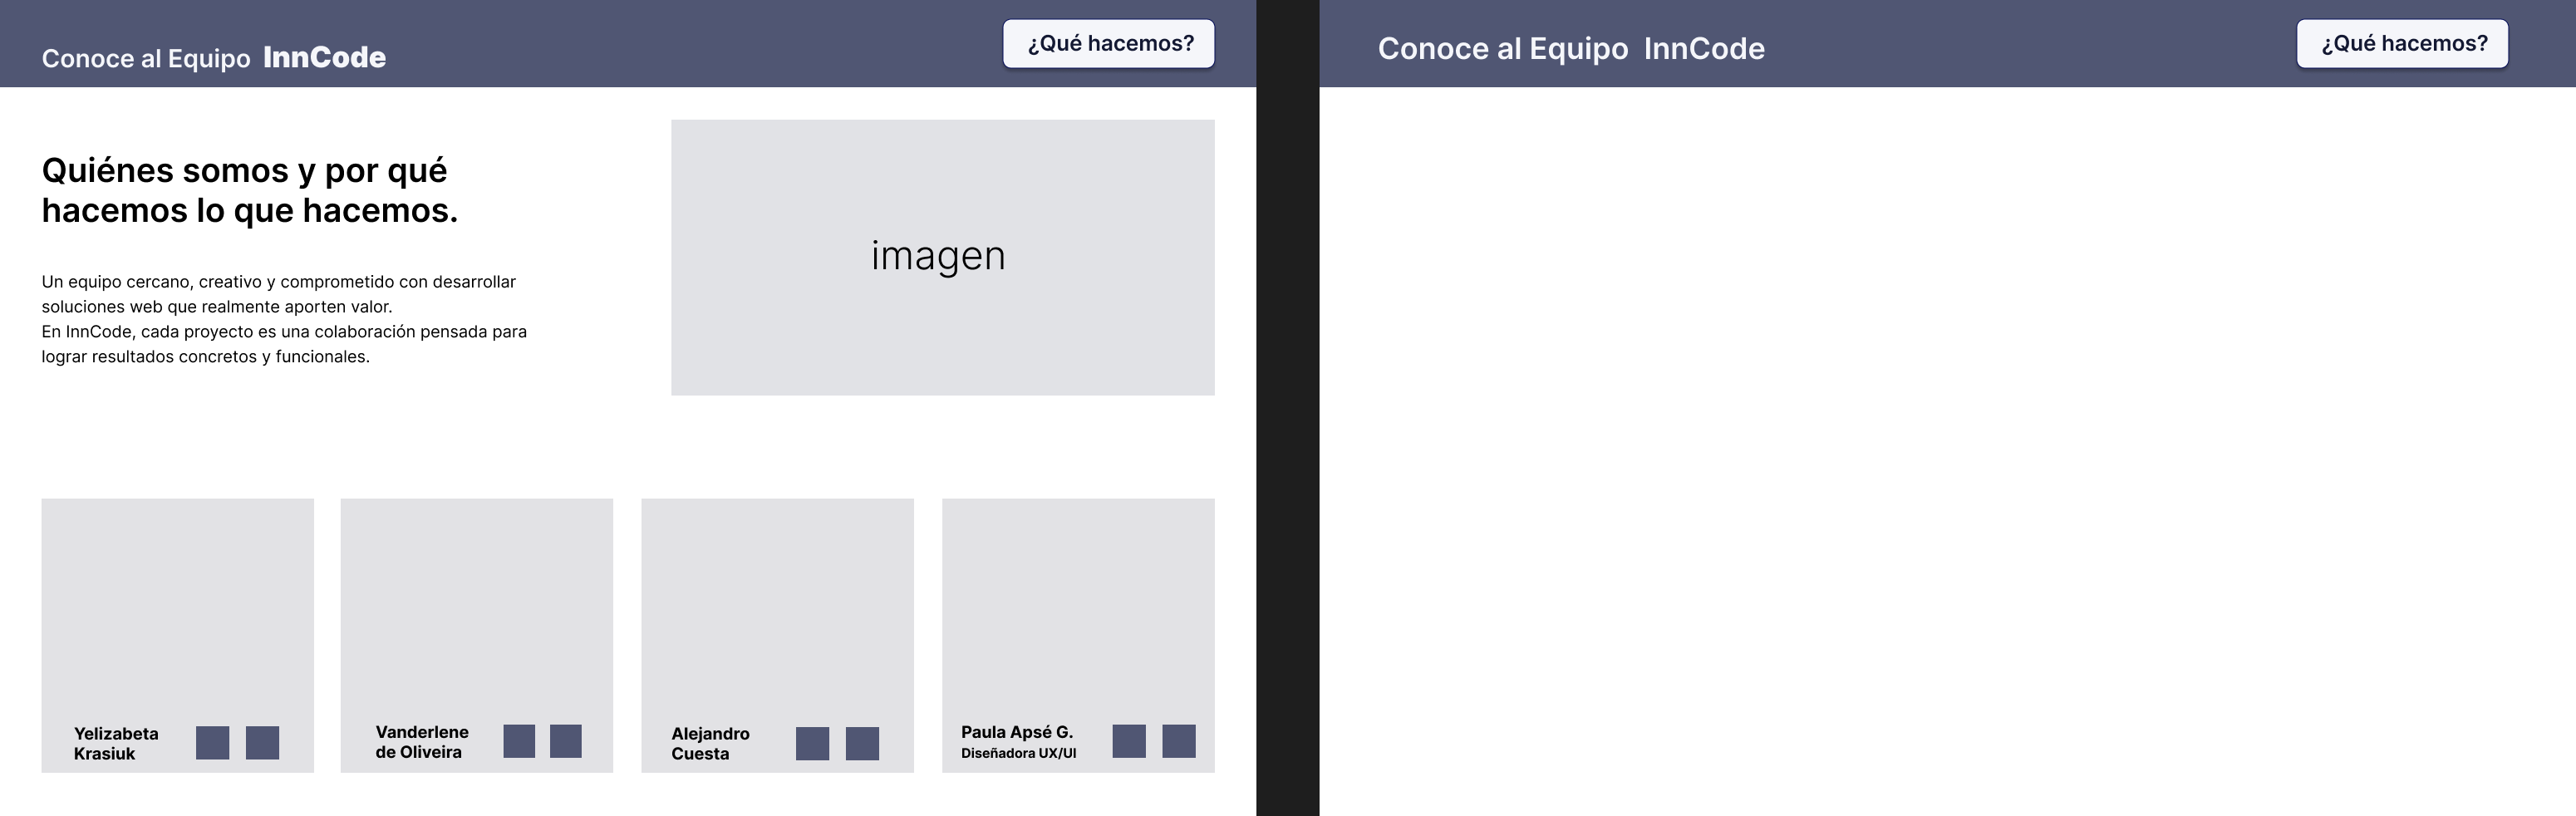 Conoce al Equipo InnCode
¿Qué hacemos?
Quiénes somos y por qué
hacemos lo que hacemos.
Un equipo cercano, creativo y comprometido con desarrollar
soluciones web que realmente aporten valor.
En InnCode, cada proyecto es una colaboración pensada para
lograr resultados concretos y funcionales.
imagen
Yelizabeta
Krasiuk
Vanderlene
de Oliveira
Alejandro
Cuesta
Paula Apsé G.
Diseñadora UX/UI
Conoce al Equipo InnCode
¿Qué hacemos?